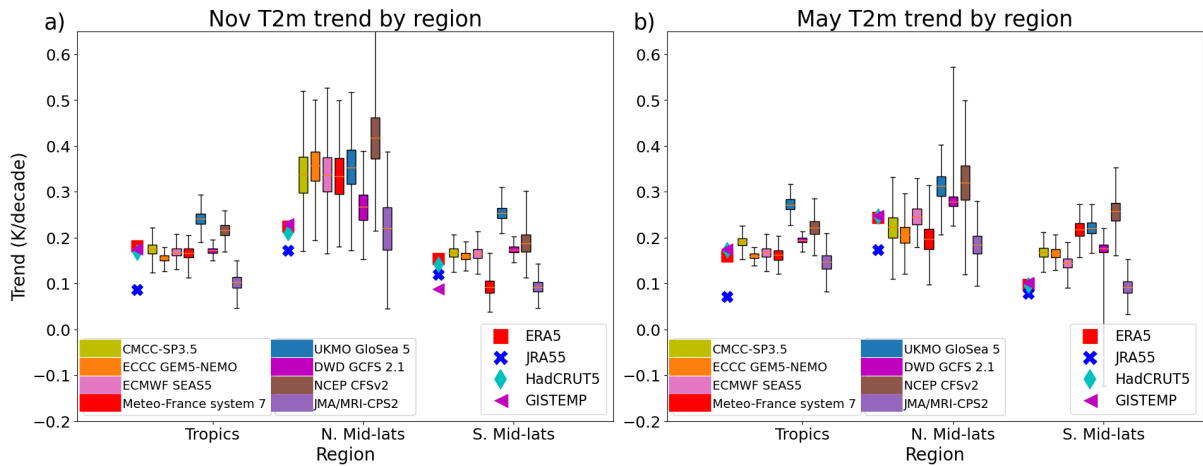 a) Nov T2m trend by region
Trend (K/decade)
0.6
0.5
0.4
0.3
0.2
0.1
0.0
−0.1
−0.2
CMCC-SP3.5
ECCC GEM5-NEMO
ECMWF SEAS5
Meteo-France system 7
UKMO GloSea 5
DWD GCFS 2.1
NCEP CFSv2
JMA/MRI-CPS2
ERA5
JRA55
HadCRUT5
GISTEMP
Tropics N. Mid-lats S. Mid-lats
Region
b) May T2m trend by region
0.6
0.5
0.4
0.3
0.2
0.1
0.0
−0.1
−0.2
CMCC-SP3.5
ECCC GEM5-NEMO
ECMWF SEAS5
Meteo-France system 7
UKMO GloSea 5
DWD GCFS 2.1
NCEP CFSv2
JMA/MRI-CPS2
ERA5
JRA55
HadCRUT5
GISTEMP
Tropics N. Mid-lats S. Mid-lats
Region